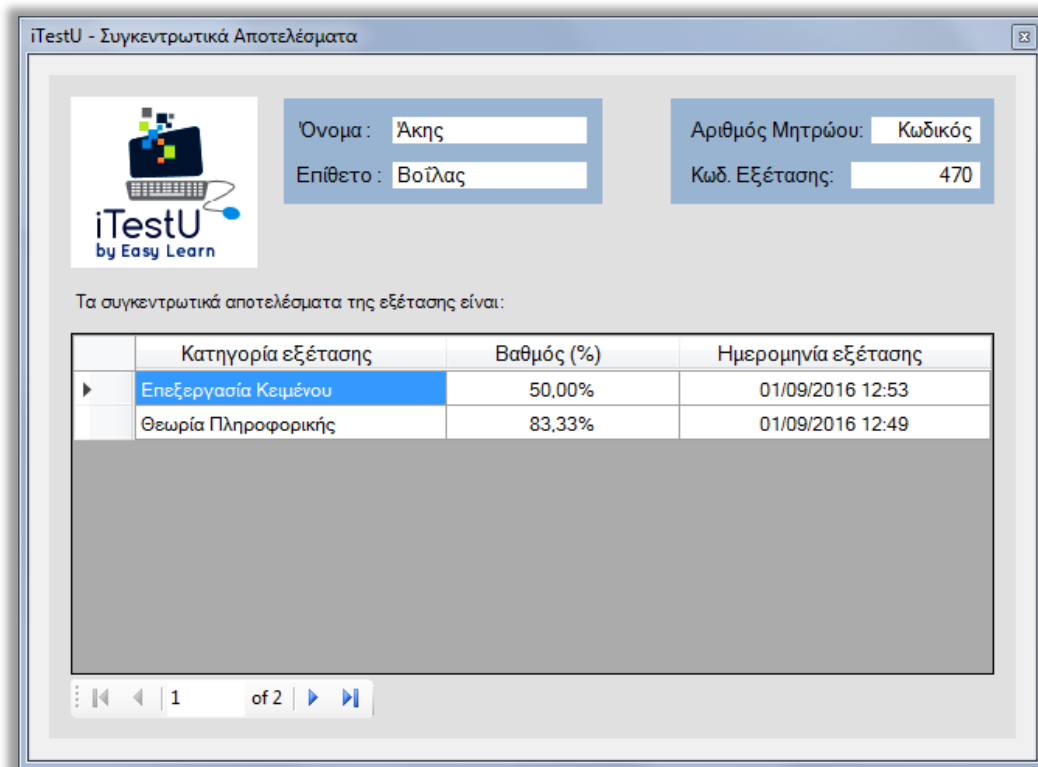 iTestU - Συγκεντρωτικά Αποτελέσματα
iTestU
by Easy Learn
Όνομα : Άκης
Επίθετο : Βοΐλας
Αριθμός Μητρώου: Κωδικός
Κωδ. Εξέτασης: 470
Τα συγκεντρωτικά αποτελέσματα της εξέτασης είναι:
Κατηγορία εξέτασης Βαθμός (%) Ημερομηνία εξέτασης
Επεξεργασία Κειμένου 50,00% 01/09/2016 12:53
Θεωρία Πληροφορικής 83,33% 01/09/2016 12:49
1 of 2